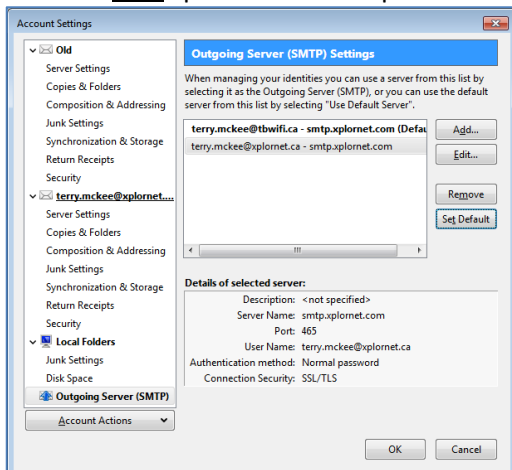 Account Settings
Old
Server Settings
Copies & Folders
Composition & Addressing
Junk Settings
Synchronization & Storage
Return Receipts
Security
terry.mckee@xplornet....
Server Settings
Copies & Folders
Composition & Addressing
Junk Settings
Synchronization & Storage
Return Receipts
Security
Local Folders
Junk Settings
Disk Space
Outgoing Server (SMTP)
Account Actions
Outgoing Server (SMTP) Settings
When managing your identities you can use a server from this list by
selecting it as the Outgoing Server (SMTP), or you can use the default
server from this list by selecting "Use Default Server".
terry.mckee@tbwifi.ca - smtp.xplornet.com (Defau
terry.mckee@xplornet.ca - smtp.xplornet.com
Add...
Edit...
Remove
Set Default
Details of selected server:
Description: <not specified>
Server Name: smtp.xplornet.com
Port: 465
User Name: terry.mckee@xplornet.ca
Authentication method: Normal password
Connection Security: SSL/TLS
OK
Cancel